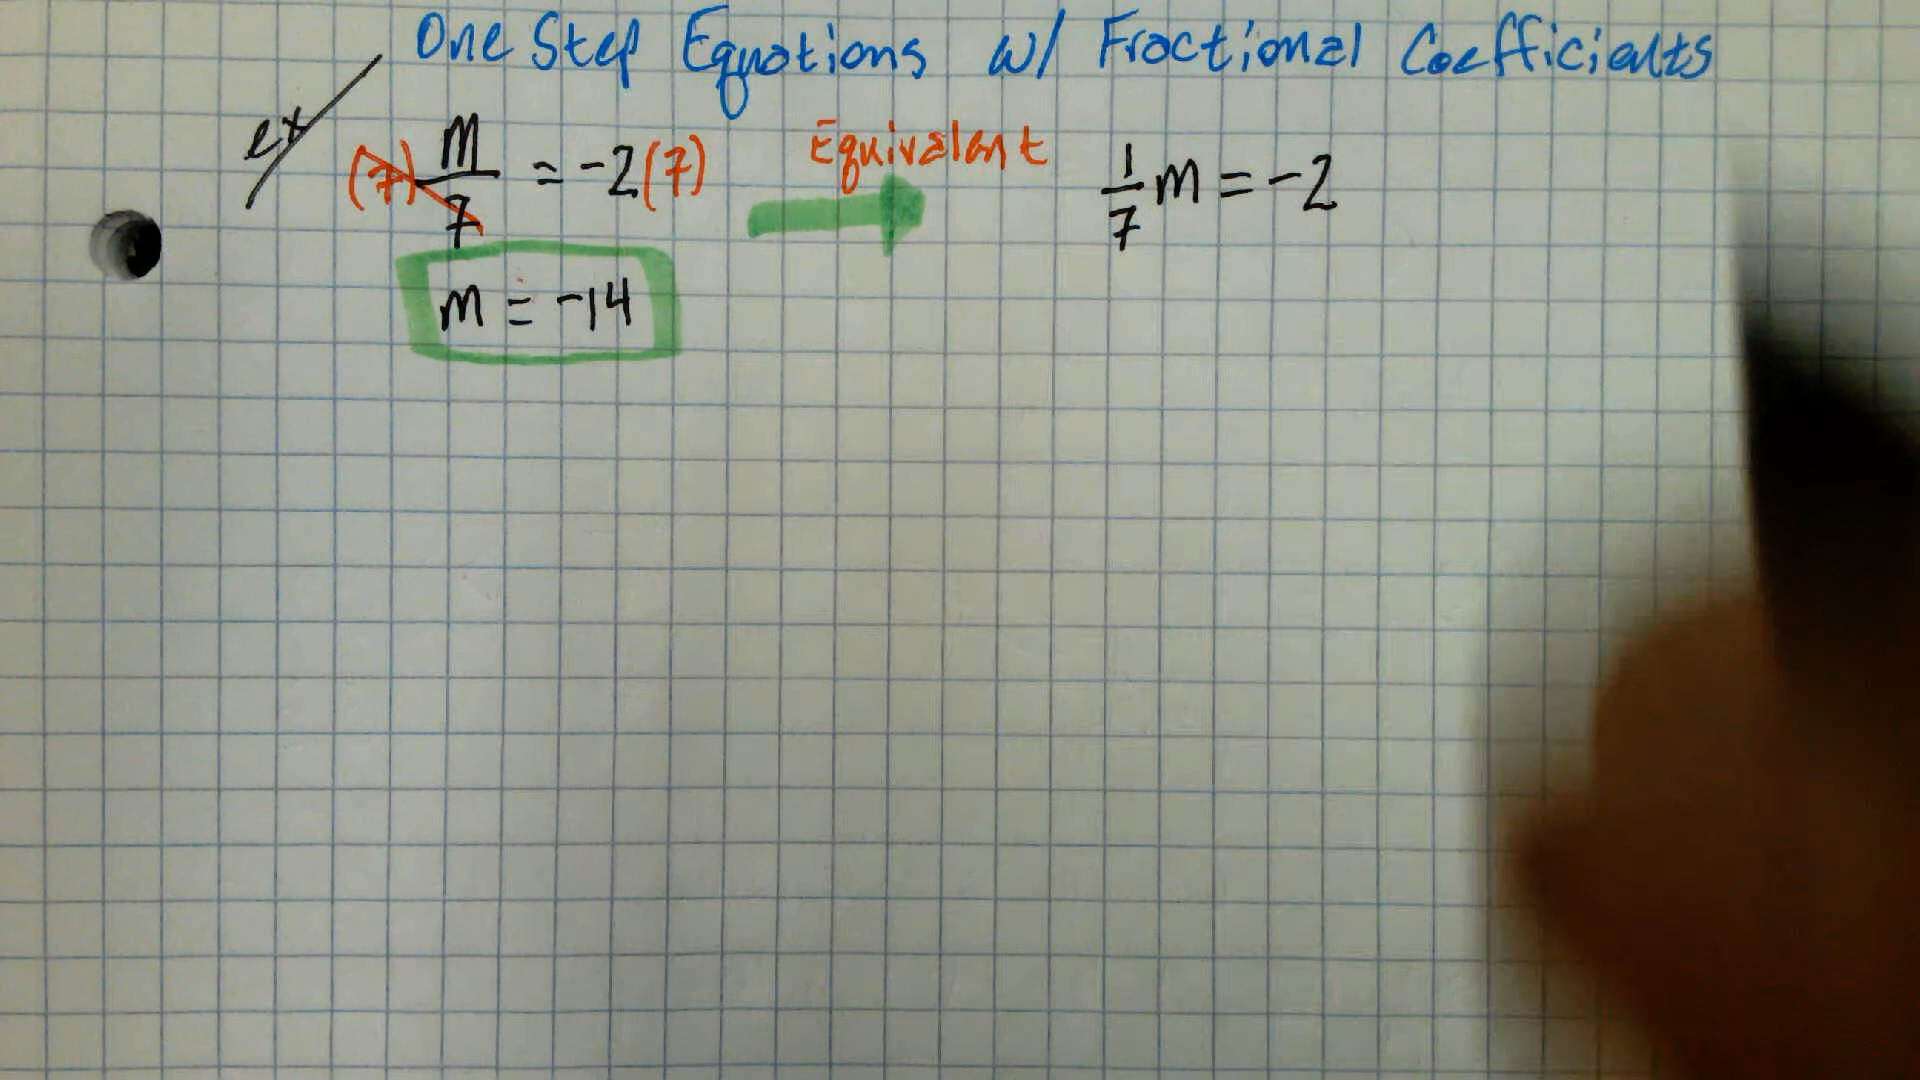 One Step Equations w/ Fractional Coefficients
ex
(7) m/7 = -2(7) Equivalent 1/7 m = -2
m = -14